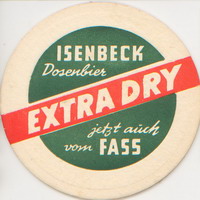 ISENBECK
Dosenbier
EXTRA DRY
jetzt auch
vom FASS